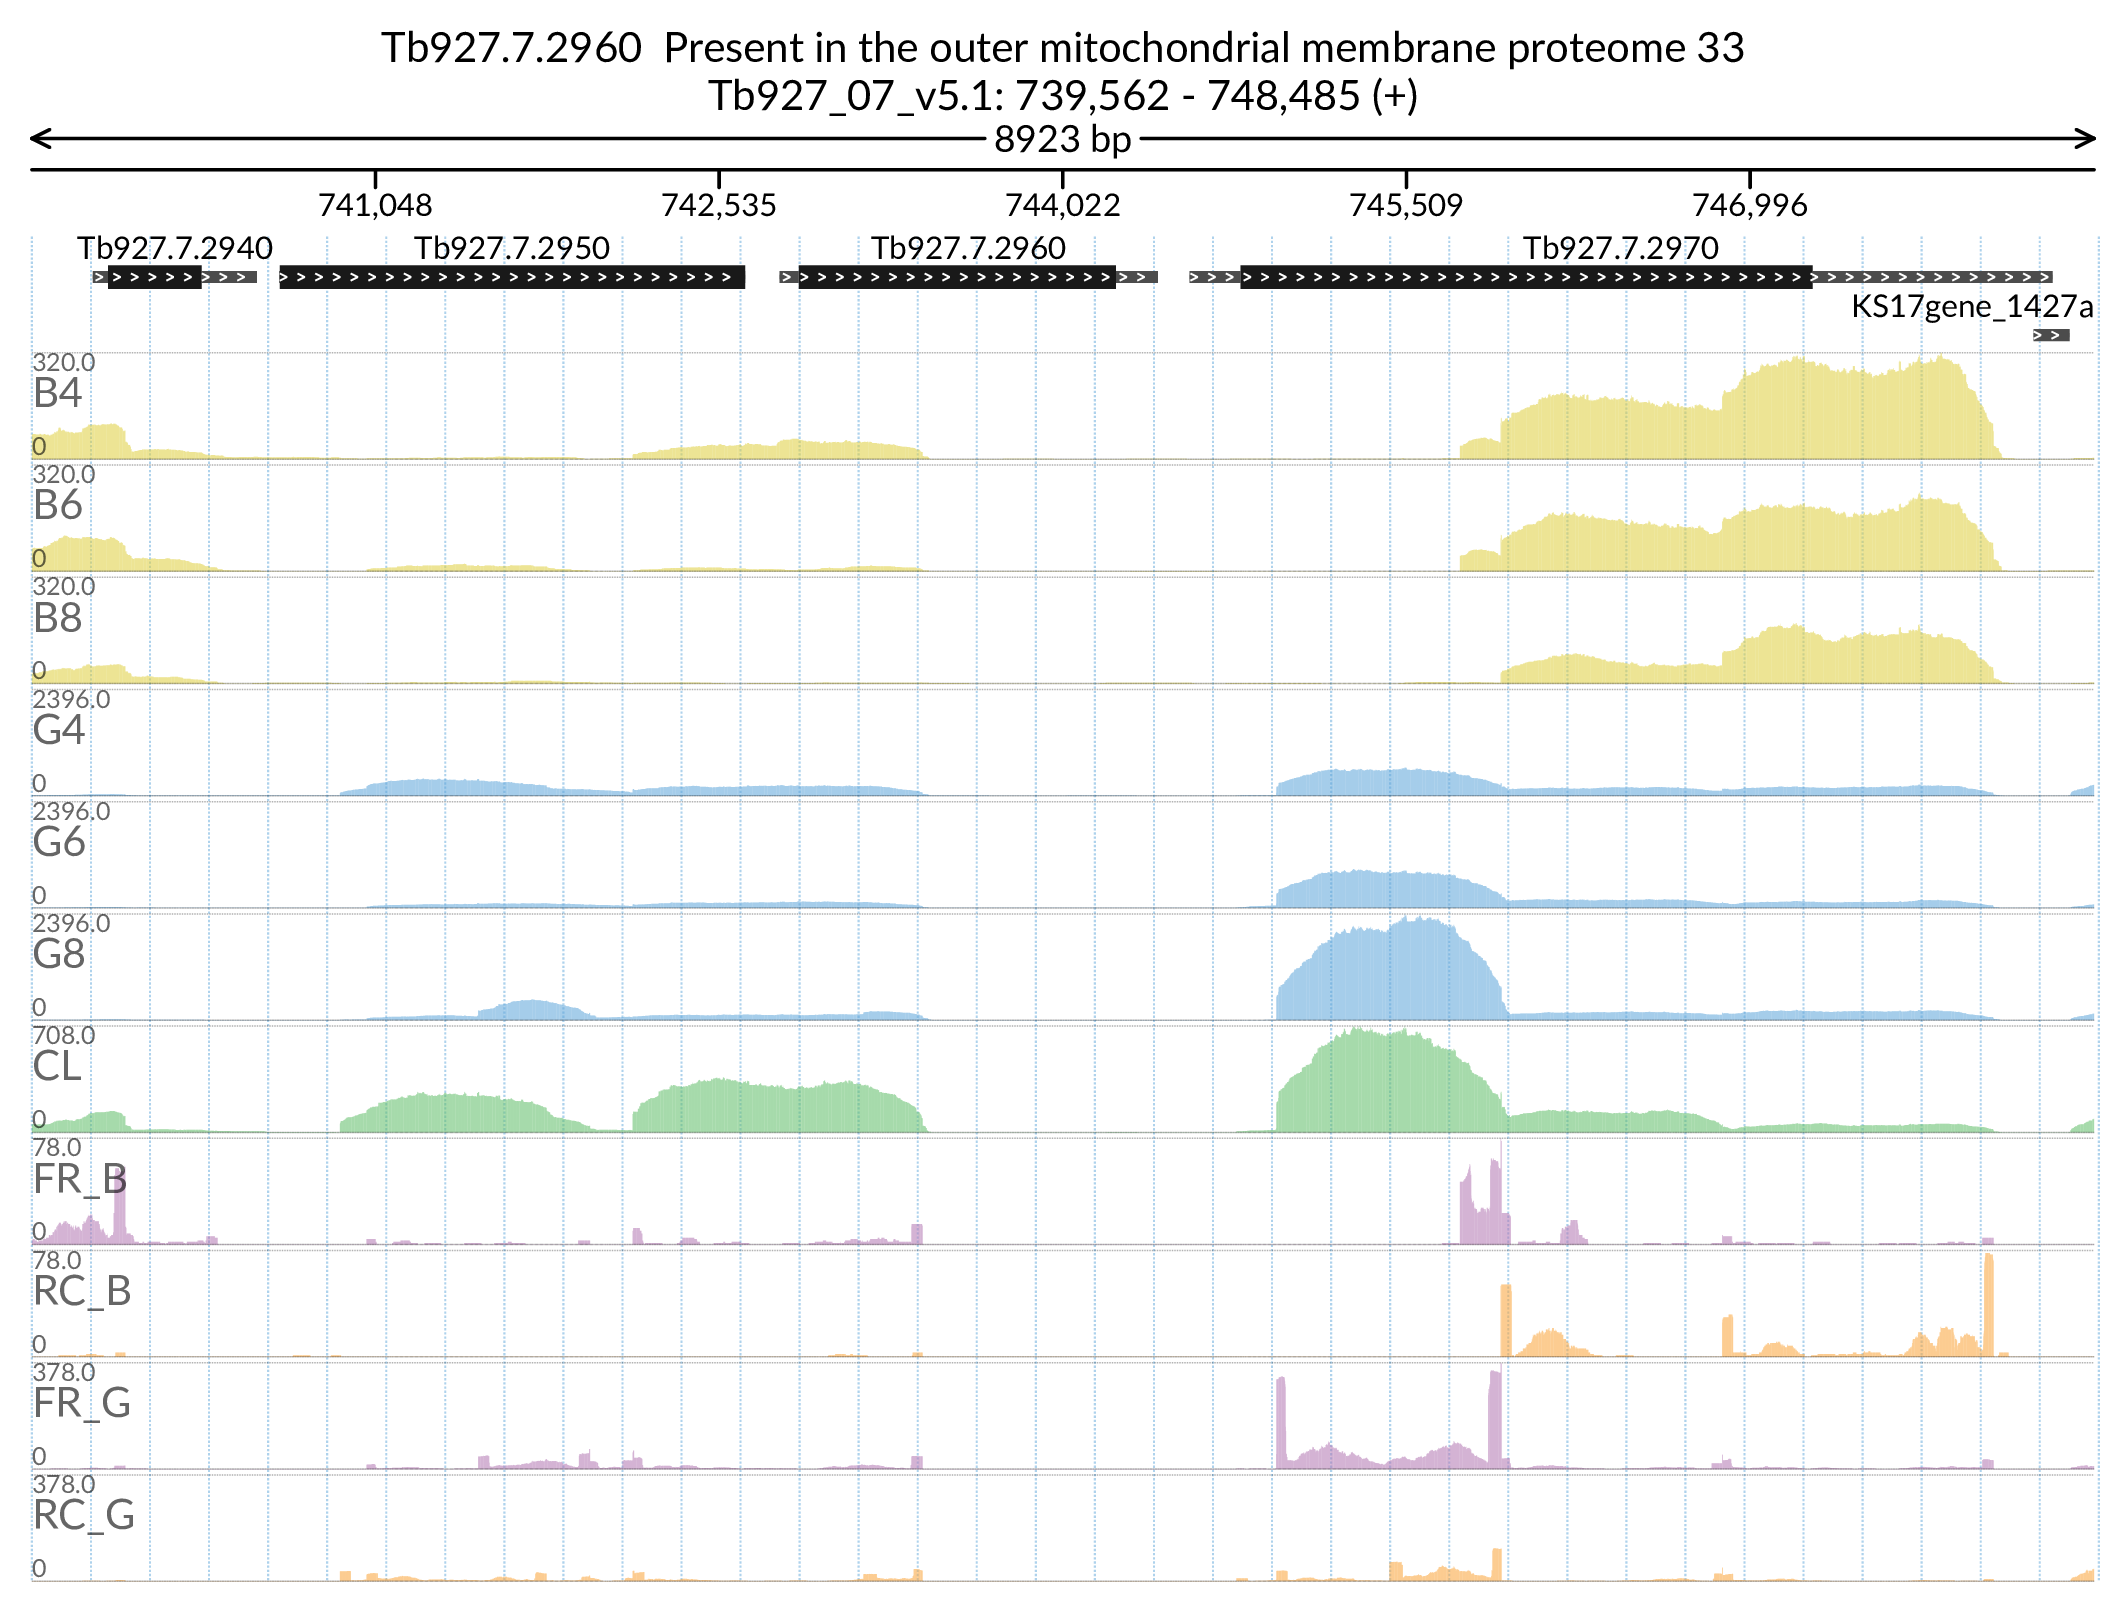 Tb927.7.2960 Present in the outer mitochondrial membrane proteome 33
Tb927_07_v5.1: 739,562 - 748,485 (+)
8923 bp
741,048 742,535 744,022 745,509 746,996
Tb927.7.2940 Tb927.7.2950 Tb927.7.2960 Tb927.7.2970
KS17gene_1427a
320.0
B4
0
320.0
B6
0
320.0
B8
0
2396.0
G4
0
2396.0
G6
0
2396.0
G8
0
708.0
CL
0
78.0
FR_B
0
78.0
RC_B
0
378.0
FR_G
0
378.0
RC_G
0